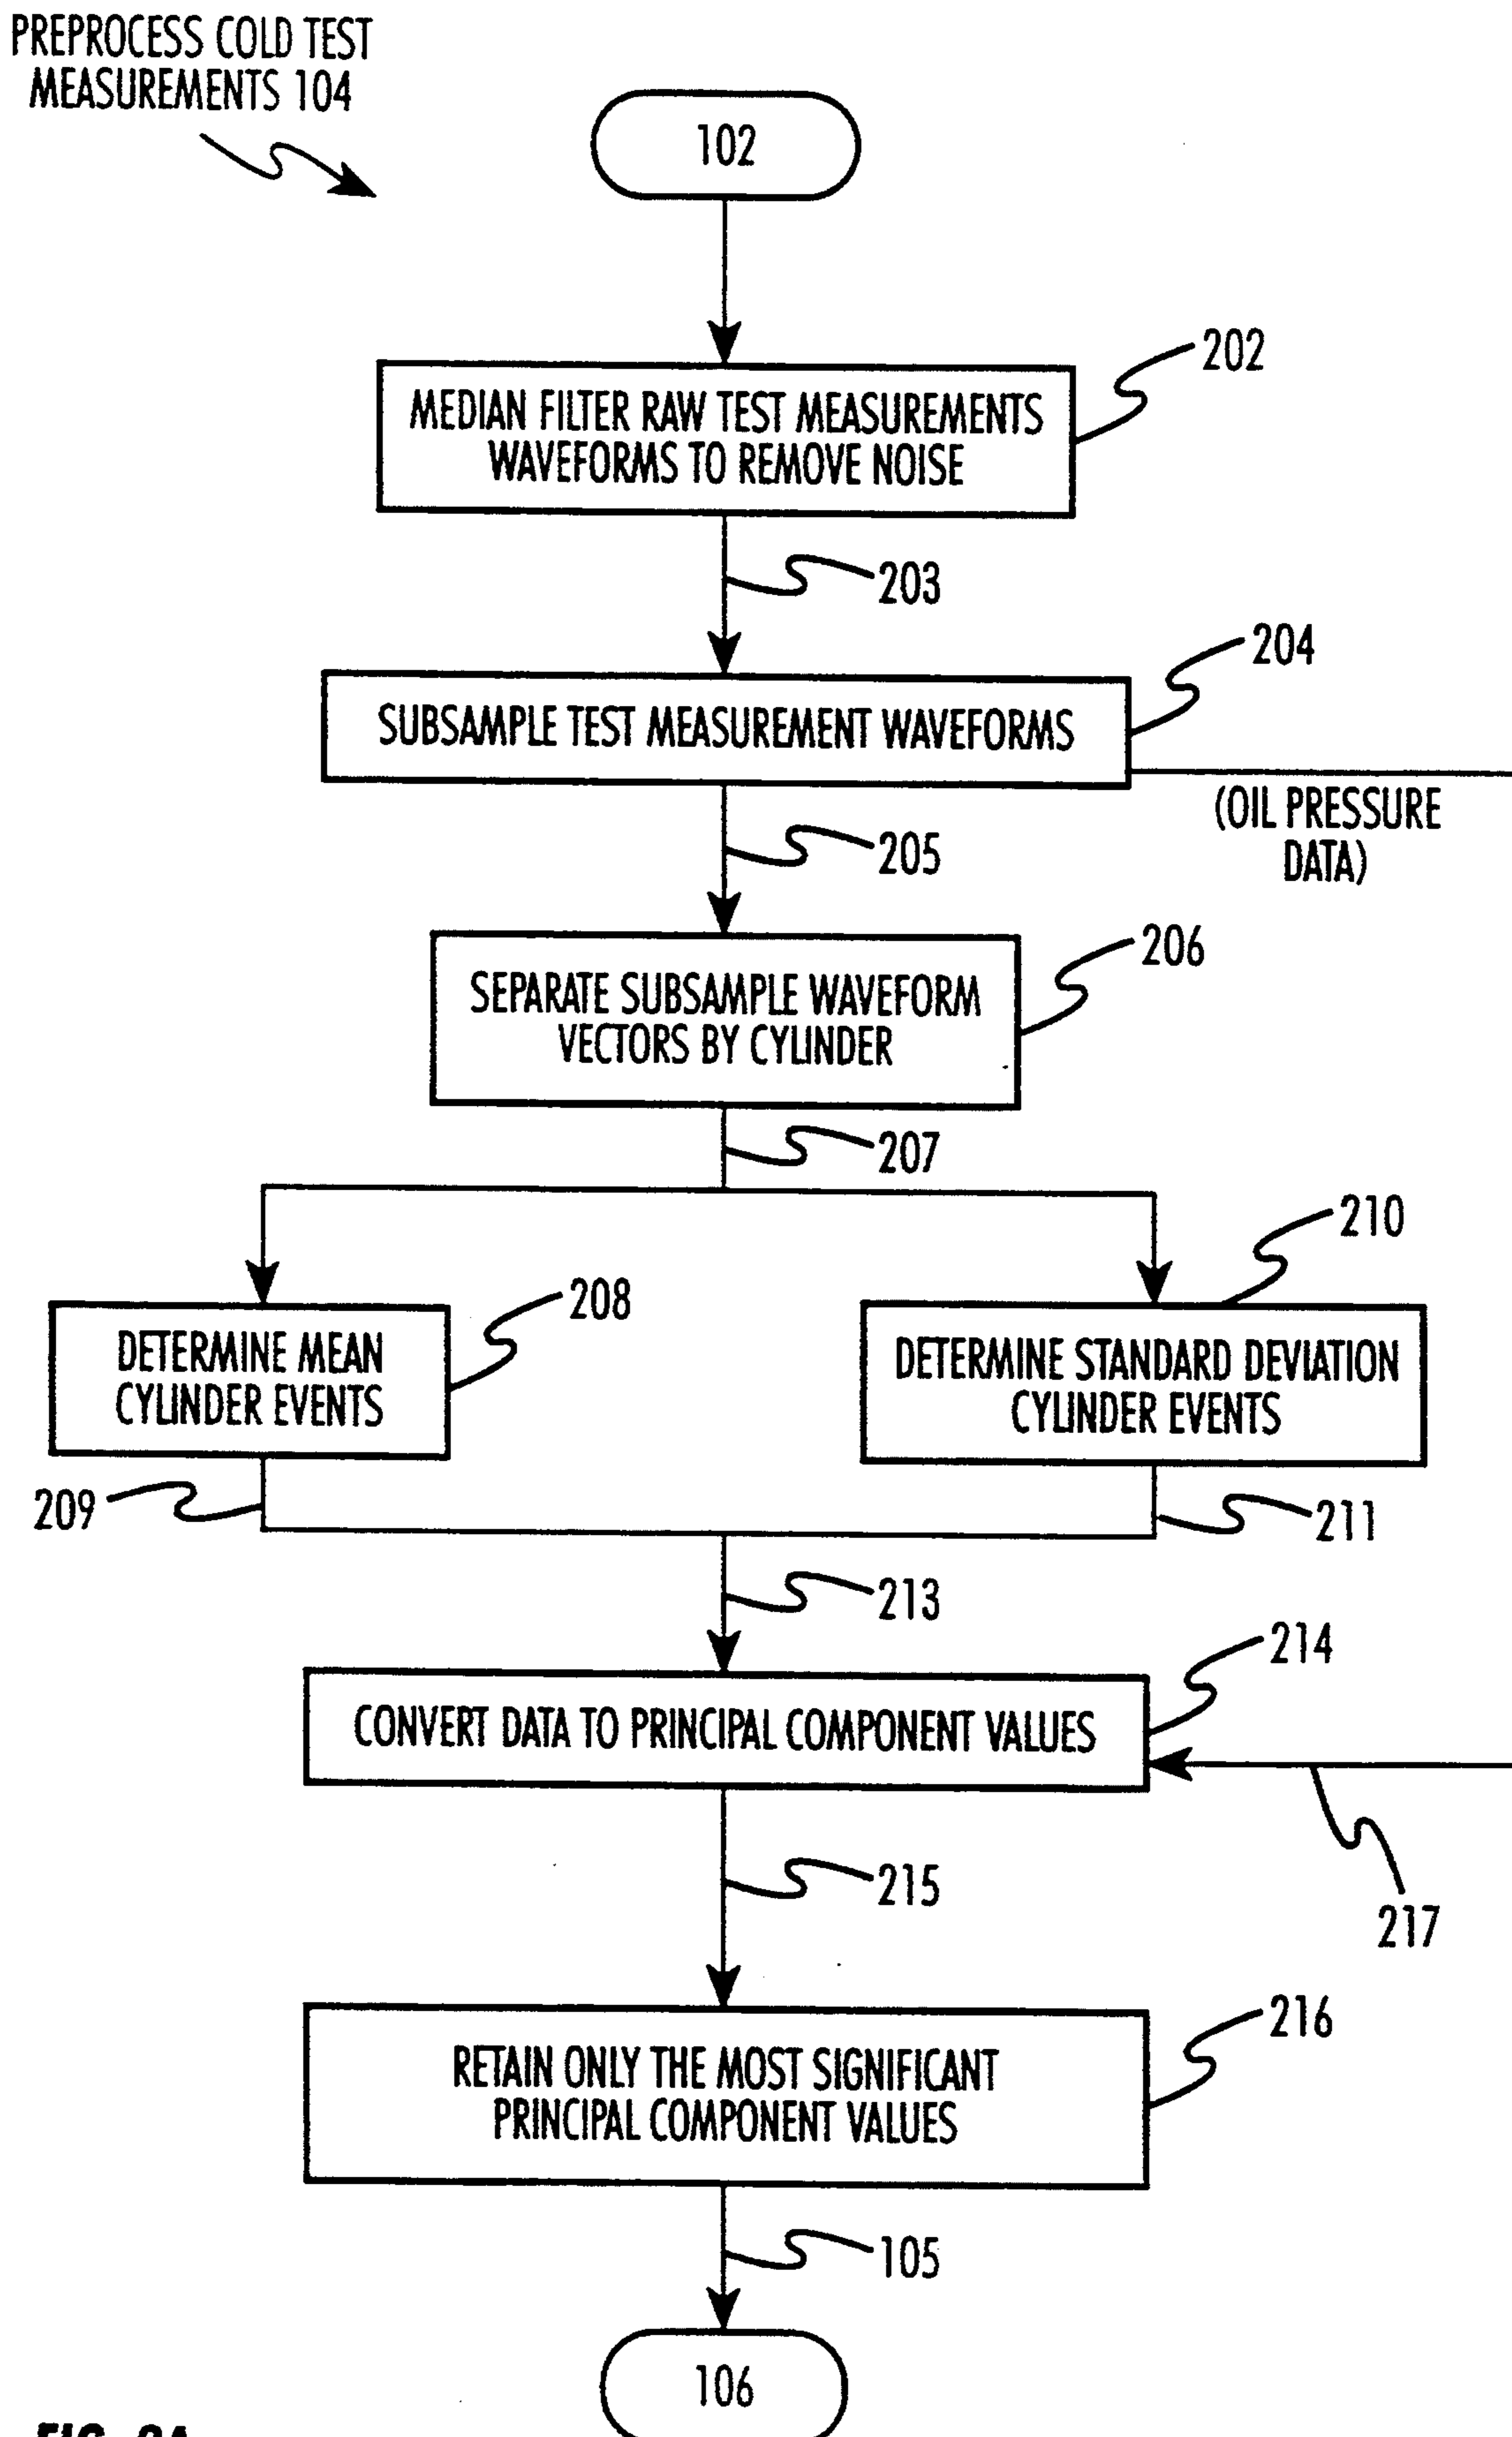 PREPROCESS COLD TEST
MEASUREMENTS 104
102
202
MEDIAN FILTER RAW TEST MEASUREMENTS
WAVEFORMS TO REMOVE NOISE
203
204
SUBSAMPLE TEST MEASUREMENT WAVEFORMS
(OIL PRESSURE
DATA)
205
206
SEPARATE SUBSAMPLE WAVEFORM
VECTORS BY CYLINDER
207
210
208
DETERMINE MEAN
CYLINDER EVENTS
DETERMINE STANDARD DEVIATION
CYLINDER EVENTS
209
211
213
214
CONVERT DATA TO PRINCIPAL COMPONENT VALUES
215
217
216
RETAIN ONLY THE MOST SIGNIFICANT
PRINCIPAL COMPONENT VALUES
105
106